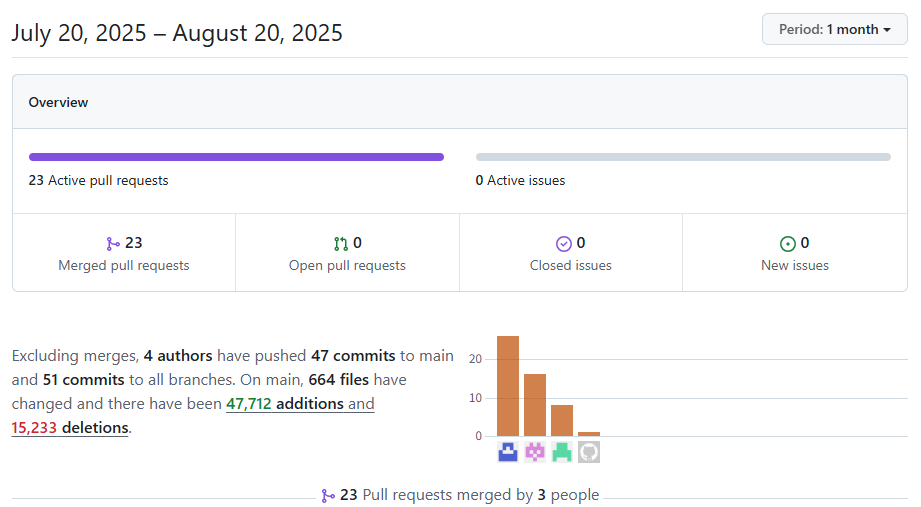 July 20, 2025 – August 20, 2025
Period: 1 month
Overview
23 Active pull requests
0 Active issues
23
Merged pull requests
0
Open pull requests
0
Closed issues
0
New issues
Excluding merges, 4 authors have pushed 47 commits to main
and 51 commits to all branches. On main, 664 files have
changed and there have been 47,712 additions and
15,233 deletions.
20
10
0
23 Pull requests merged by 3 people